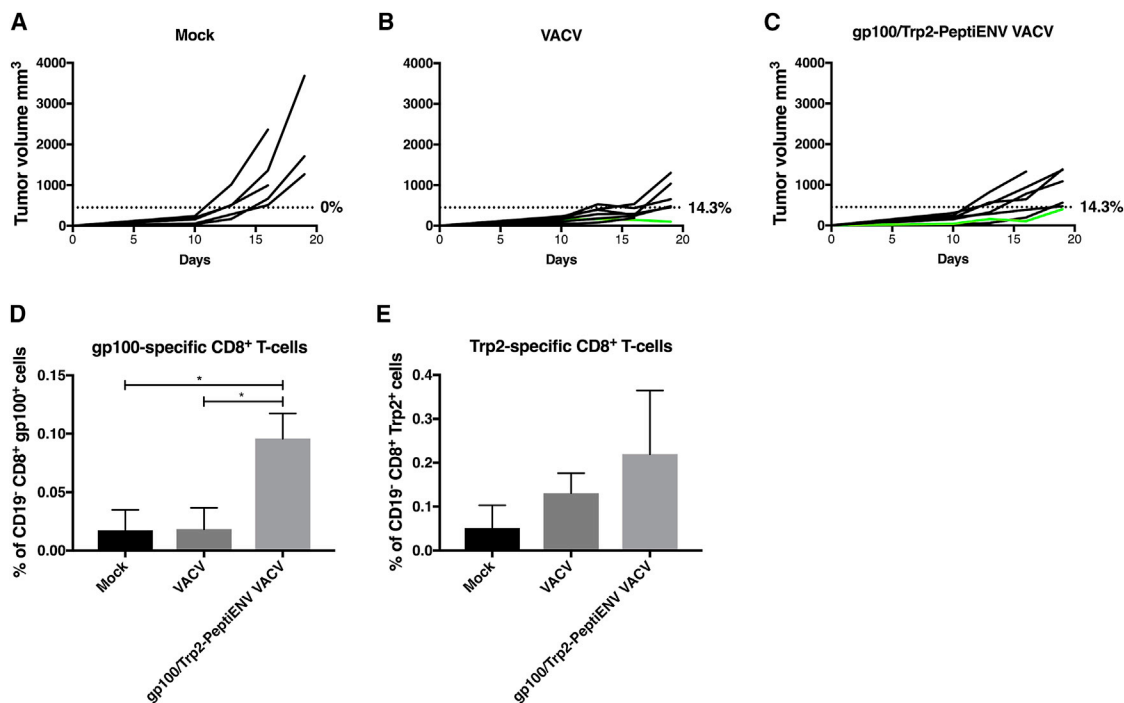 A
Mock
Tumor volume mm³
4000
3000
2000
1000
0
0%
0 5 10 15 20
Days
B
VACV
4000
3000
2000
1000
0
14.3%
0 5 10 15 20
Days
C
gp100/Trp2-PeptiENV VACV
Tumor volume mm³
4000
3000
2000
1000
0
14.3%
0 5 10 15 20
Days
D
gp100-specific CD8⁺ T-cells
% of CD19⁻ CD8⁺ gp100⁺ cells
0.15
0.10
0.05
0.00
*
*
Mock
VACV
gp100/Trp2-PeptiENV VACV
E
Trp2-specific CD8⁺ T-cells
% of CD19⁻ CD8⁺ Trp2⁺ cells
0.4
0.3
0.2
0.1
0.0
Mock
VACV
gp100/Trp2-PeptiENV VACV